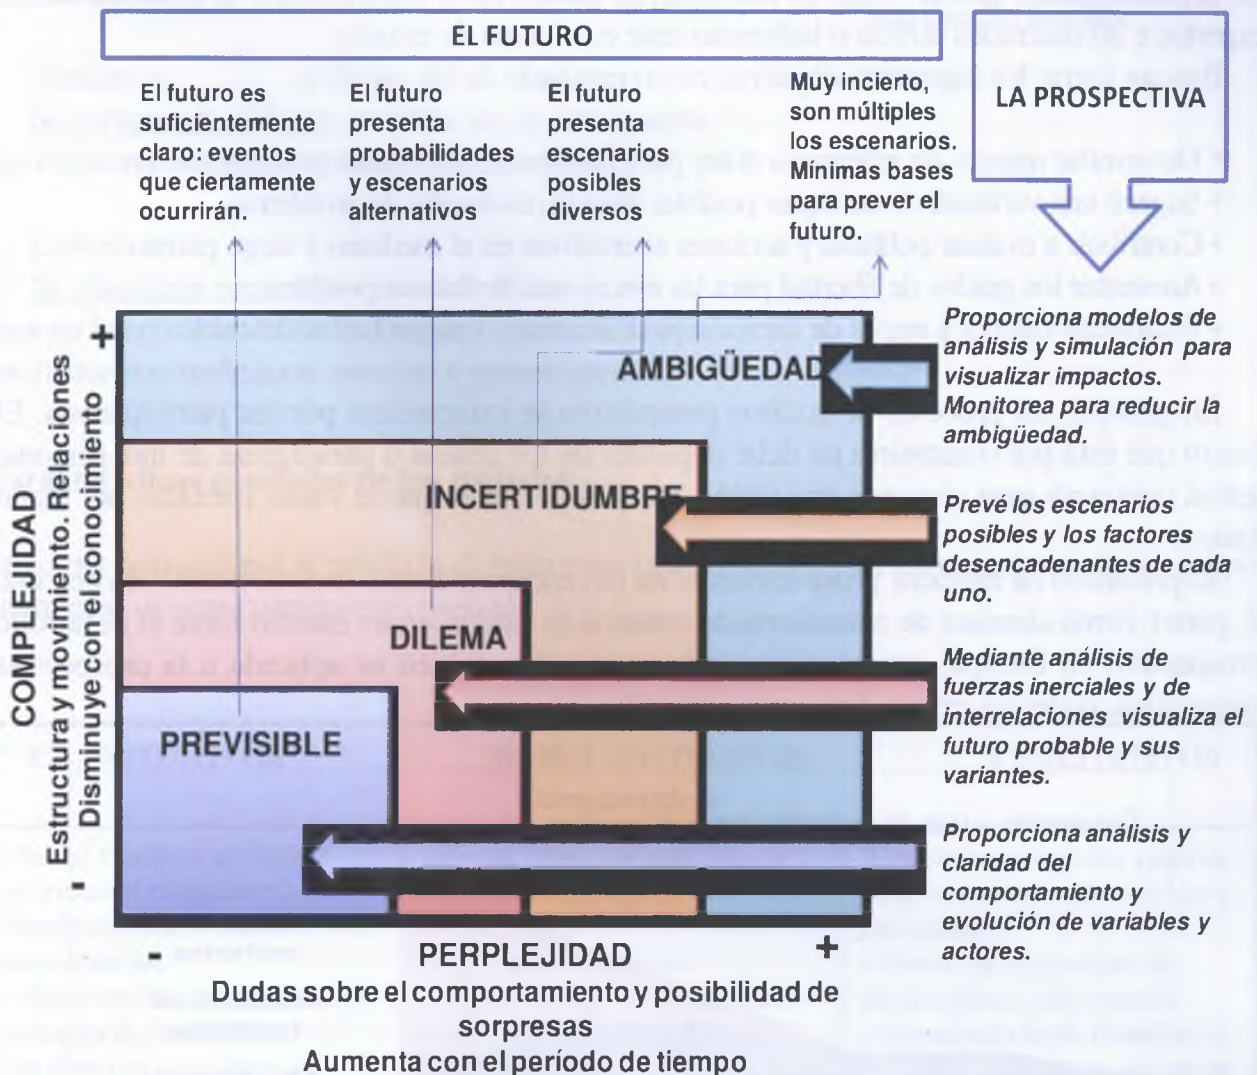 EL FUTURO
El futuro es
suficientemente
claro: eventos
que ciertamente
ocurrirán.
El futuro
presenta
probabilidades
y escenarios
alternativos
El futuro
presenta
escenarios
posibles
diversos
Muy incierto,
son múltiples
los escenarios.
Mínimas bases
para prever el
futuro.
LA PROSPECTIVA
COMPLEJIDAD
Estructura y movimiento. Relaciones
Disminuye con el conocimiento
+
-
AMBIGÜEDAD
INCERTIDUMBRE
DILEMA
PREVISIBLE
Proporciona modelos de
análisis y simulación para
visualizar impactos.
Monitorea para reducir la
ambigüedad.
Prevé los escenarios
posibles y los factores
desencadenantes de cada
uno.
Mediante análisis de
fuerzas inerciales y de
interrelaciones visualiza el
futuro probable y sus
variantes.
Proporciona análisis y
claridad del
comportamiento y
evolución de variables y
actores.
-
+
PERPLEJIDAD
Dudas sobre el comportamiento y posibilidad de
sorpresas
Aumenta con el período de tiempo